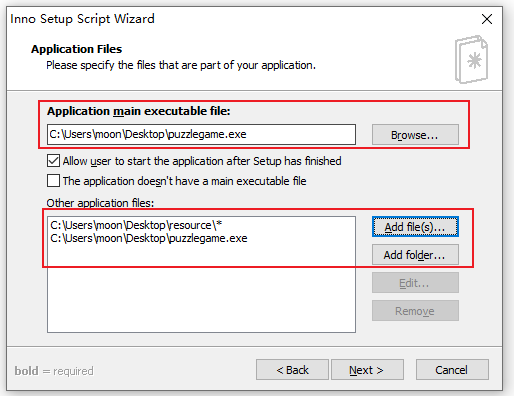 Inno Setup Script Wizard
Application Files
Please specify the files that are part of your application.
Application main executable file:
C:\Users\moon\Desktop\puzzlegame.exe
Browse...
Allow user to start the application after Setup has finished
The application doesn't have a main executable file
Other application files:
C:\Users\moon\Desktop\resource\*
C:\Users\moon\Desktop\puzzlegame.exe
Add file(s)...
Add folder...
Edit...
Remove
bold = required
< Back
Next >
Cancel